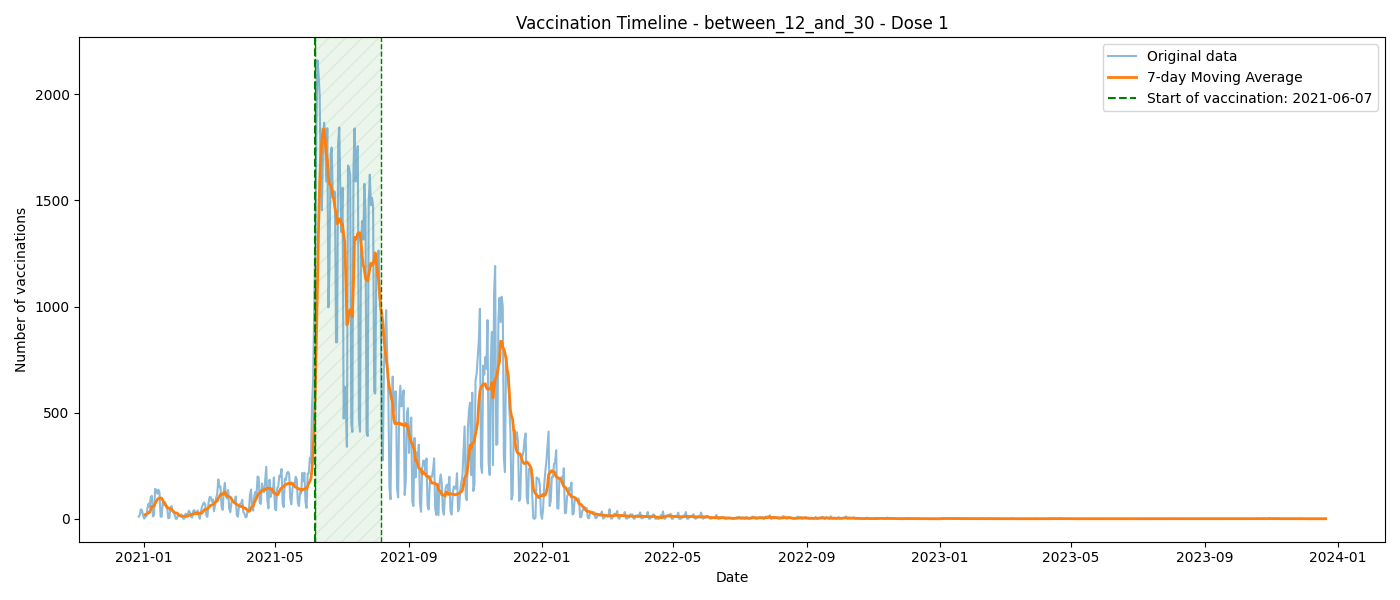 Vaccination Timeline - between_12_and_30 - Dose 1
Original data
7-day Moving Average
Start of vaccination: 2021-06-07
Number of vaccinations
2000
1500
1000
500
0
2021-01 2021-05 2021-09 2022-01 2022-05 2022-09 2023-01 2023-05 2023-09 2024-01
Date